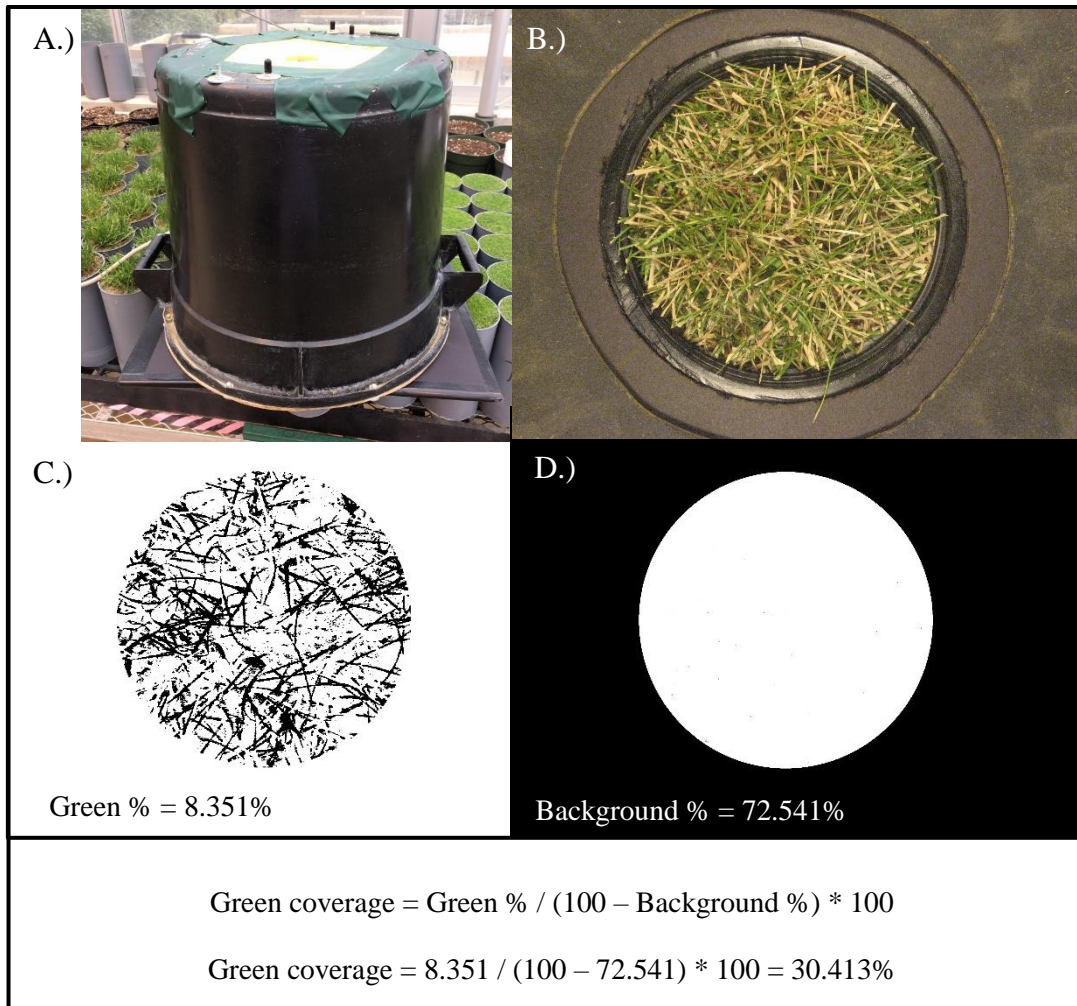 A.)
B.)
C.)
D.)
Green % = 8.351%
Background % = 72.541%
Green coverage = Green % / (100 – Background %) * 100
Green coverage = 8.351 / (100 – 72.541) * 100 = 30.413%